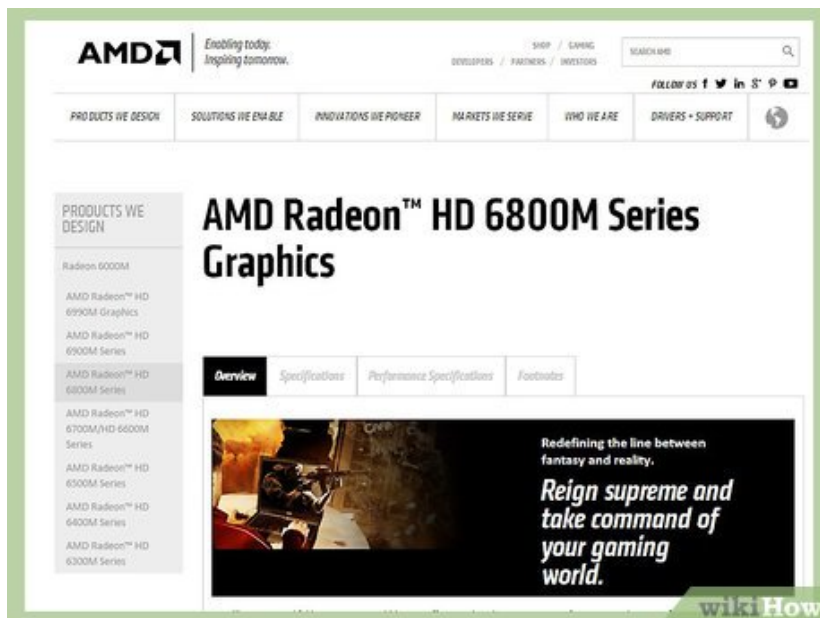 AMD
Enabling today.
Inspiring tomorrow.
SHOP / GAMING
DEVELOPERS / PARTNERS / INVESTORS
SEARCH AMD
FOLLOW US
PRODUCTS WE DESIGN
SOLUTIONS WE ENABLE
INNOVATIONS WE PIONEER
MARKETS WE SERVE
WHO WE ARE
DRIVERS + SUPPORT
PRODUCTS WE
DESIGN
Radeon 6000M
AMD Radeon™ HD
6990M Graphics
AMD Radeon™ HD
6900M Series
AMD Radeon™ HD
6800M Series
AMD Radeon™ HD
6700M/HD 6600M
Series
AMD Radeon™ HD
6500M Series
AMD Radeon™ HD
6400M Series
AMD Radeon™ HD
6300M Series
AMD Radeon™ HD 6800M Series
Graphics
Overview
Specifications
Performance Specifications
Footnotes
Redefining the line between
fantasy and reality.
Reign supreme and
take command of
your gaming
world.
wikiHow